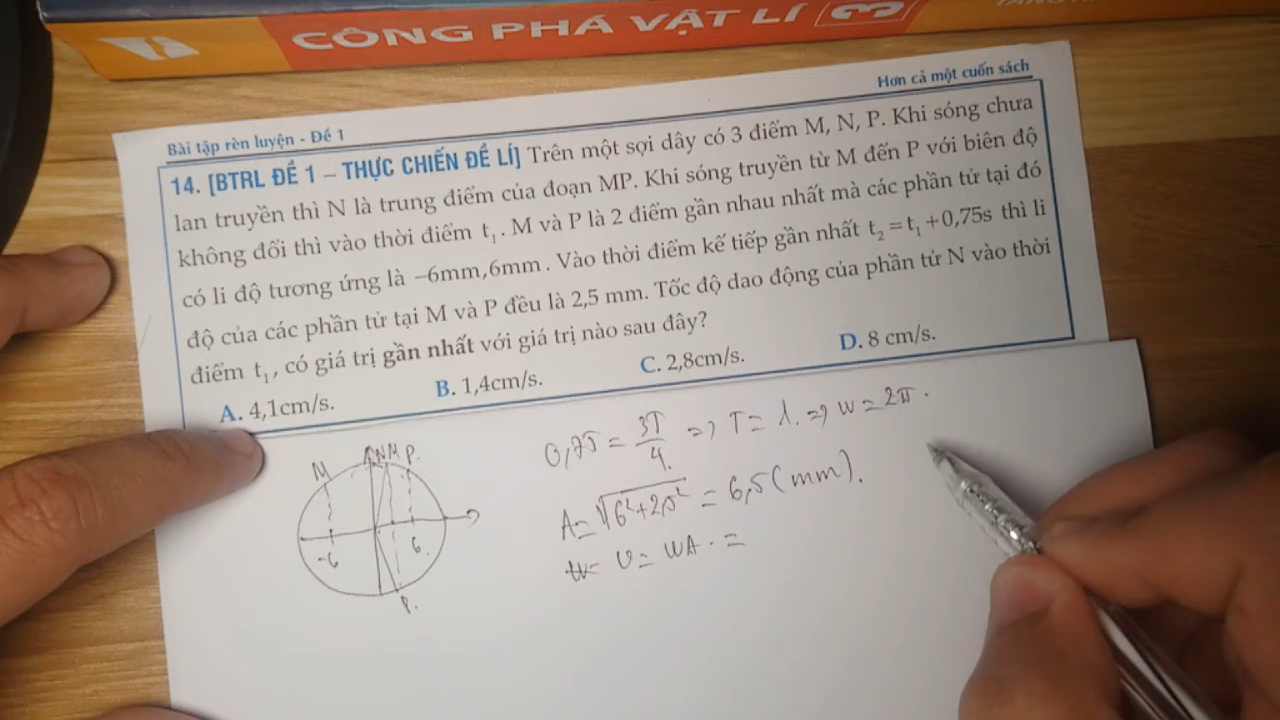 CÔNG PHÁ VẬT LÍ 3
Hơn cả một cuốn sách
Bài tập rèn luyện - Đề 1
14. [BTRL ĐỀ 1 – THỰC CHIẾN ĐỀ LÍ] Trên một sợi dây có 3 điểm M, N, P. Khi sóng chưa
lan truyền thì N là trung điểm của đoạn MP. Khi sóng truyền từ M đến P với biên độ
không đổi thì vào thời điểm t₁. M và P là 2 điểm gần nhau nhất mà các phần tử tại đó
có li độ tương ứng là –6mm,6mm. Vào thời điểm kế tiếp gần nhất t₂ = t₁ + 0,75s thì li
độ của các phần tử tại M và P đều là 2,5 mm. Tốc độ dao động của phần tử N vào thời
điểm t₁, có giá trị gần nhất với giá trị nào sau đây?
A. 4,1cm/s. B. 1,4cm/s. C. 2,8cm/s. D. 8 cm/s.
0,75 = 3T/4 => T = 1. => W = 2π.
A = √6²+2,5² = 6,5 (mm).
v = WA. =
M N M P.
-6 6.
P.